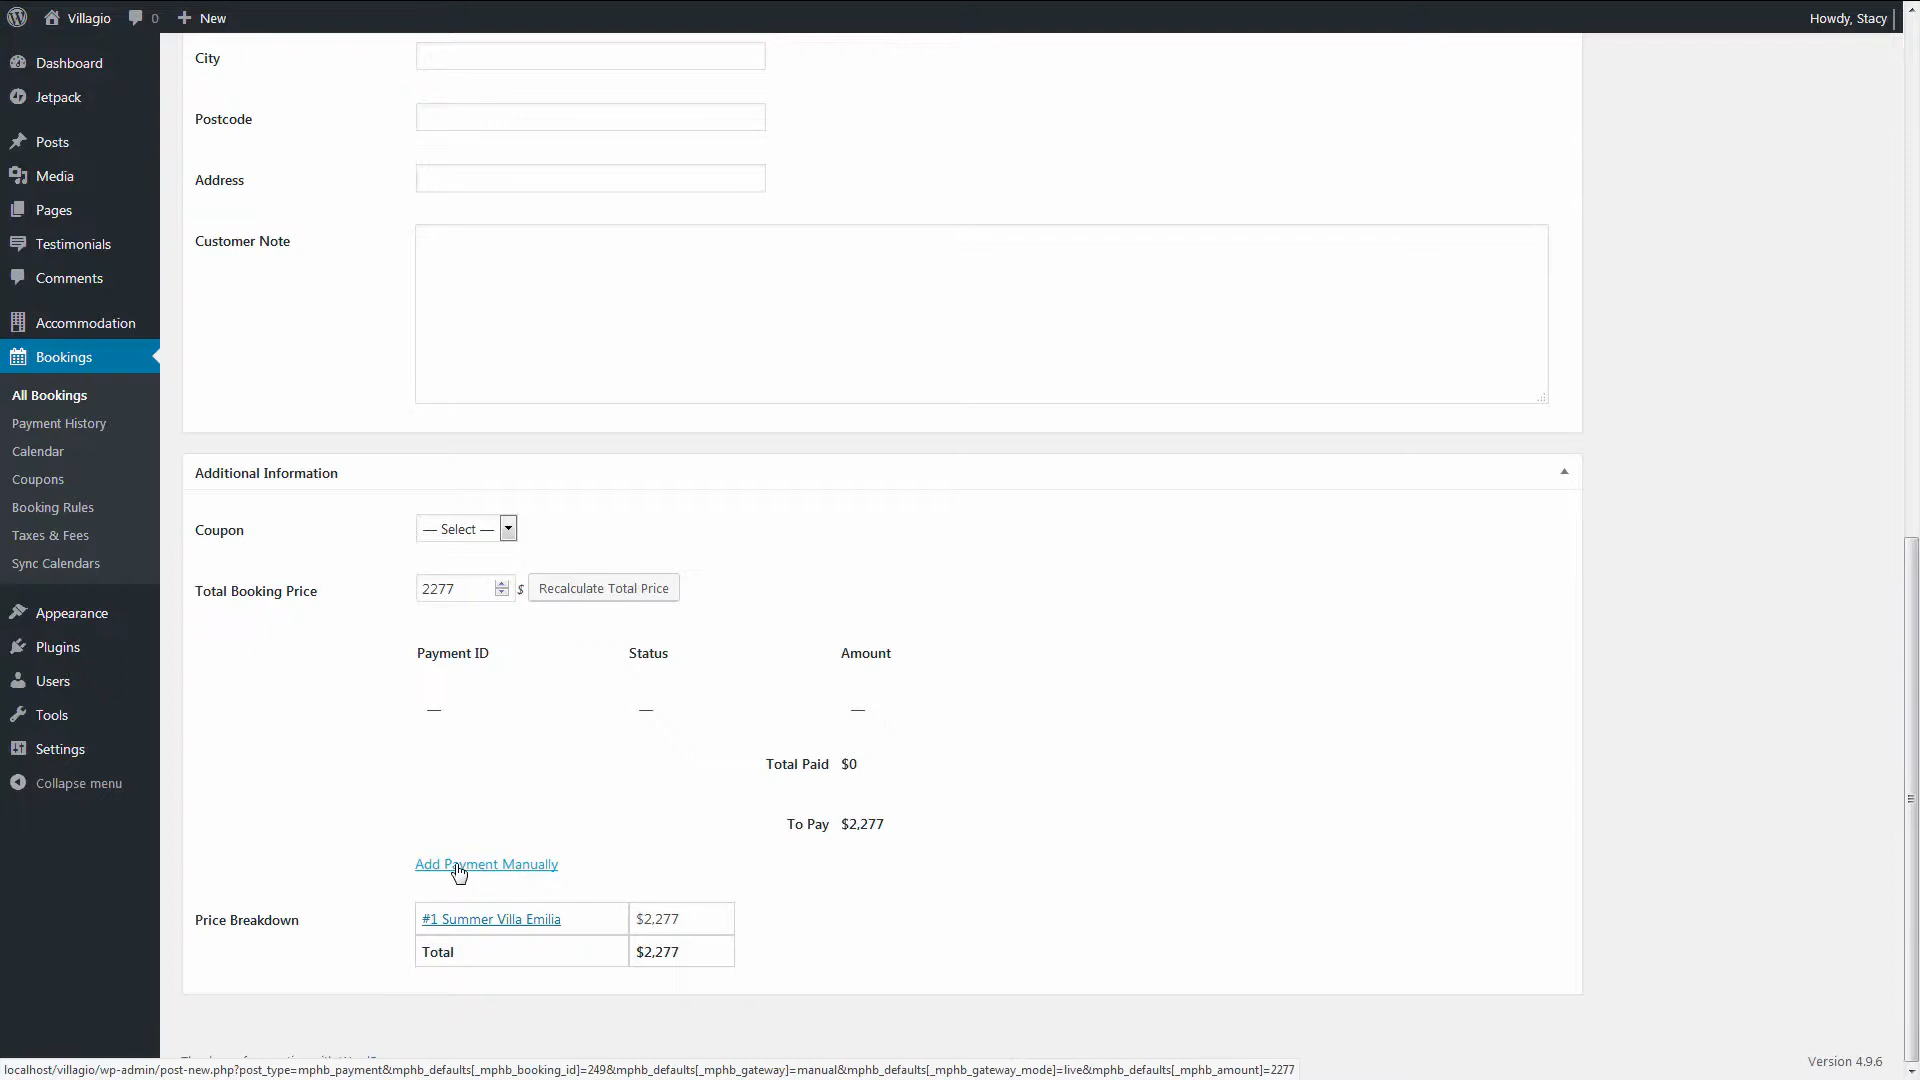 Villagio 0 New Howdy, Stacy
Dashboard
Jetpack
Posts
Media
Pages
Testimonials
Comments
Accommodation
Bookings
All Bookings
Payment History
Calendar
Coupons
Booking Rules
Taxes & Fees
Sync Calendars
Appearance
Plugins
Users
Tools
Settings
Collapse menu
City
Postcode
Address
Customer Note
Additional Information
Coupon — Select —
Total Booking Price 2277 $ Recalculate Total Price
Payment ID Status Amount
— — —
Total Paid $0
To Pay $2,277
Add Payment Manually
Price Breakdown #1 Summer Villa Emilia $2,277
Total $2,277
Version 4.9.6
localhost/villagio/wp-admin/post-new.php?post_type=mphb_payment&mphb_defaults[_mphb_booking_id]=249&mphb_defaults[_mphb_gateway]=manual&mphb_defaults[_mphb_gateway_mode]=live&mphb_defaults[_mphb_amount]=2277